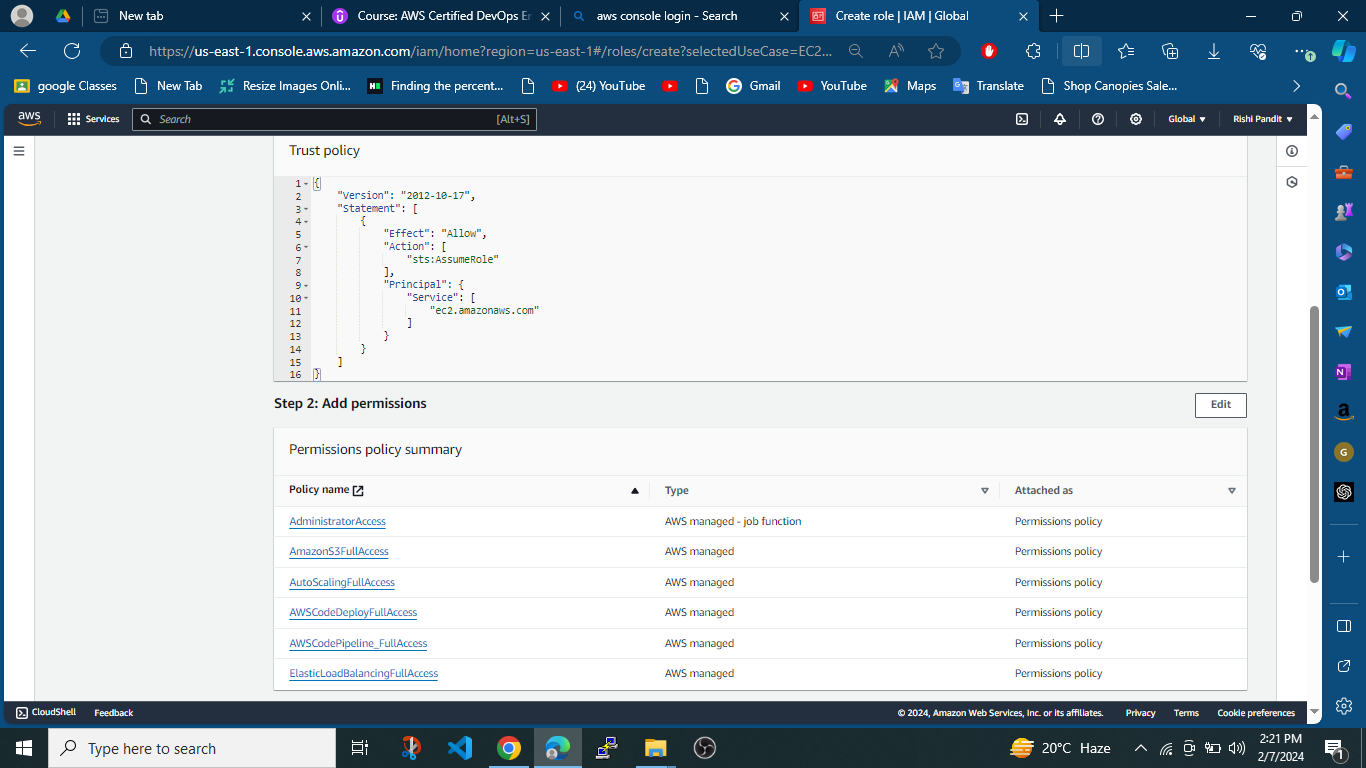 New tab
Course: AWS Certified DevOps En
aws console login - Search
Create role | IAM | Global
https://us-east-1.console.aws.amazon.com/iam/home?region=us-east-1#/roles/create?selectedUseCase=EC2...
google Classes
New Tab
Resize Images Onli...
Finding the percent...
(24) YouTube
Gmail
YouTube
Maps
Translate
Shop Canopies Sale...
aws
Services
Search
[Alt+S]
Global
Rishi Pandit
Trust policy
1 {
2 "Version": "2012-10-17",
3 "Statement": [
4 {
5 "Effect": "Allow",
6 "Action": [
7 "sts:AssumeRole"
8 ],
9 "Principal": {
10 "Service": [
11 "ec2.amazonaws.com"
12 ]
13 }
14 }
15 ]
16 }
Step 2: Add permissions
Edit
Permissions policy summary
Policy name Type Attached as
AdministratorAccess AWS managed - job function Permissions policy
AmazonS3FullAccess AWS managed Permissions policy
AutoScalingFullAccess AWS managed Permissions policy
AWSCodeDeployFullAccess AWS managed Permissions policy
AWSCodePipeline_FullAccess AWS managed Permissions policy
ElasticLoadBalancingFullAccess AWS managed Permissions policy
CloudShell
Feedback
© 2024, Amazon Web Services, Inc. or its affiliates.
Privacy
Terms
Cookie preferences
Type here to search
20°C Haze
2:21 PM
2/7/2024
1